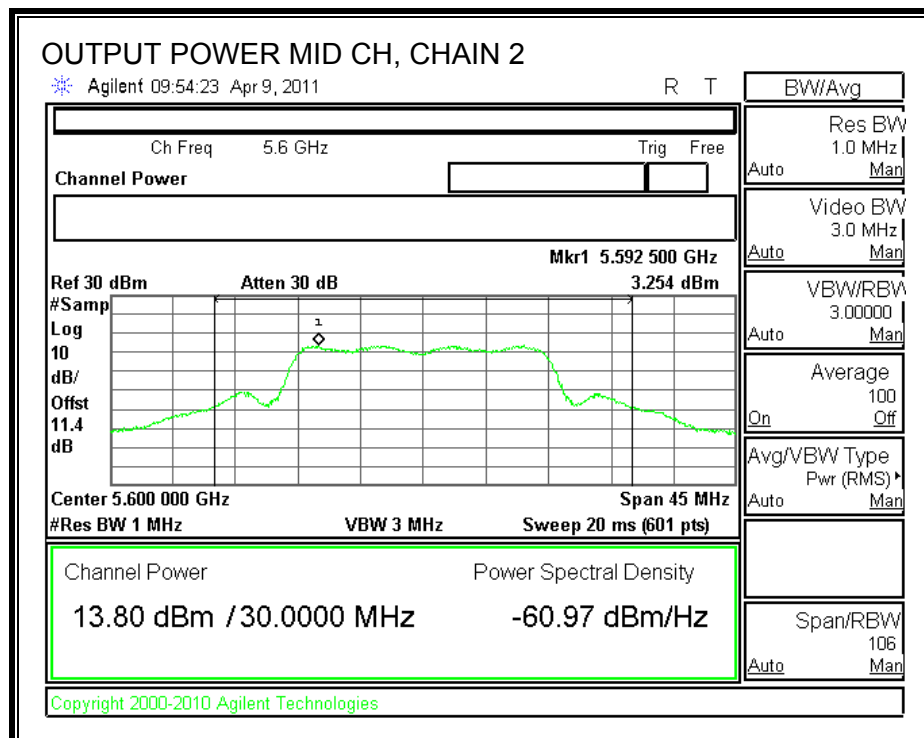 OUTPUT POWER MID CH, CHAIN 2
Agilent 09:54:23 Apr 9, 2011 R T
BW/Avg
Ch Freq 5.6 GHz Trig Free
Channel Power
Res BW
1.0 MHz
Auto Man
Video BW
3.0 MHz
Auto Man
Mkr1 5.592 500 GHz
Ref 30 dBm Atten 30 dB 3.254 dBm
#Samp
Log
10
dB/
Offst
11.4
dB
1
VBW/RBW
3.00000
Auto Man
Average
100
On Off
Avg/VBW Type
Pwr (RMS)
Auto Man
Center 5.600 000 GHz Span 45 MHz
#Res BW 1 MHz VBW 3 MHz Sweep 20 ms (601 pts)
Channel Power Power Spectral Density
13.80 dBm / 30.0000 MHz -60.97 dBm/Hz
Span/RBW
106
Auto Man
Copyright 2000-2010 Agilent Technologies